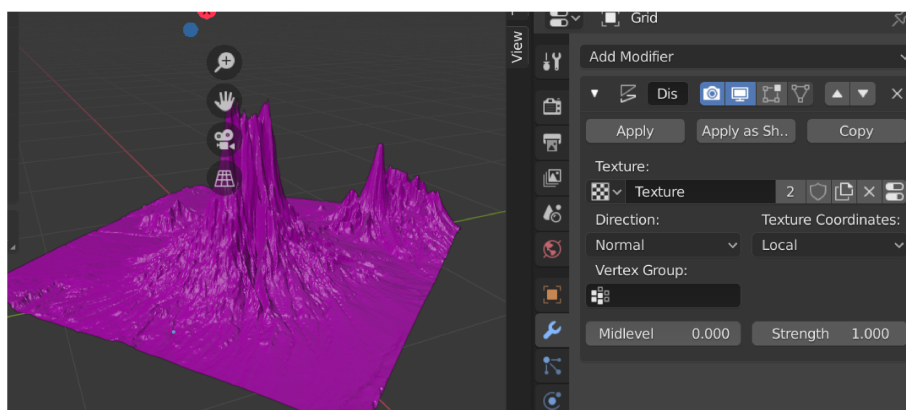 Grid
View
Add Modifier
Dis
Apply Apply as Sh.. Copy
Texture:
Texture 2
Direction: Texture Coordinates:
Normal Local
Vertex Group:
Midlevel 0.000 Strength 1.000